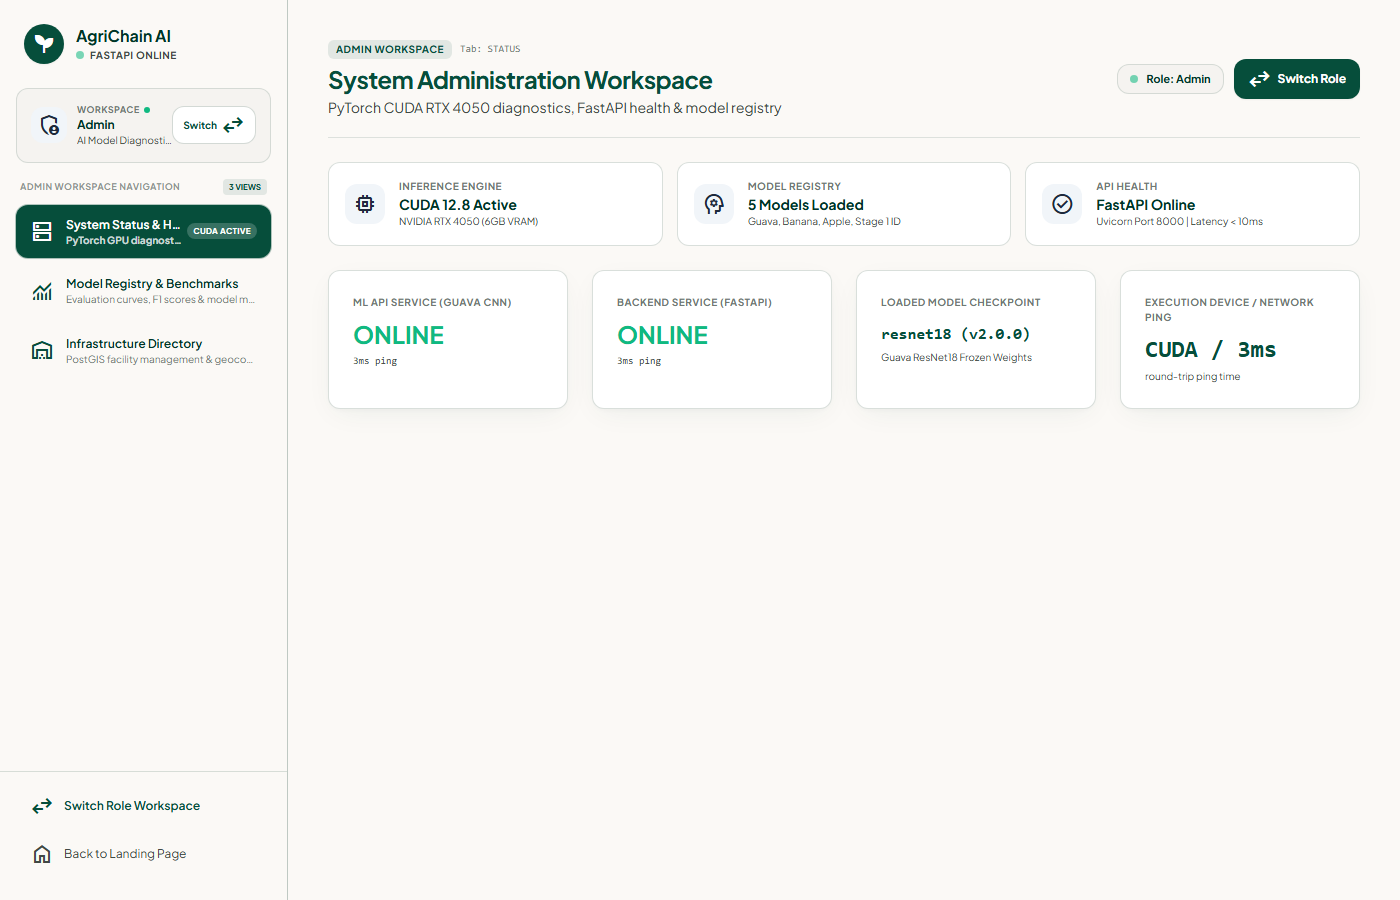 AgriChain AI
FASTAPI ONLINE
WORKSPACE
Admin
AI Model Diagnosti...
Switch
ADMIN WORKSPACE NAVIGATION
3 VIEWS
System Status & H...
PyTorch GPU diagnost...
CUDA ACTIVE
Model Registry & Benchmarks
Evaluation curves, F1 scores & model m...
Infrastructure Directory
PostGIS facility management & geoco...
Switch Role Workspace
Back to Landing Page
ADMIN WORKSPACE
Tab: STATUS
System Administration Workspace
PyTorch CUDA RTX 4050 diagnostics, FastAPI health & model registry
Role: Admin
Switch Role
INFERENCE ENGINE
CUDA 12.8 Active
NVIDIA RTX 4050 (6GB VRAM)
MODEL REGISTRY
5 Models Loaded
Guava, Banana, Apple, Stage 1 ID
API HEALTH
FastAPI Online
Uvicorn Port 8000 | Latency < 10ms
ML API SERVICE (GUAVA CNN)
ONLINE
3ms ping
BACKEND SERVICE (FASTAPI)
ONLINE
3ms ping
LOADED MODEL CHECKPOINT
resnet18 (v2.0.0)
Guava ResNet18 Frozen Weights
EXECUTION DEVICE / NETWORK
PING
CUDA / 3ms
round-trip ping time